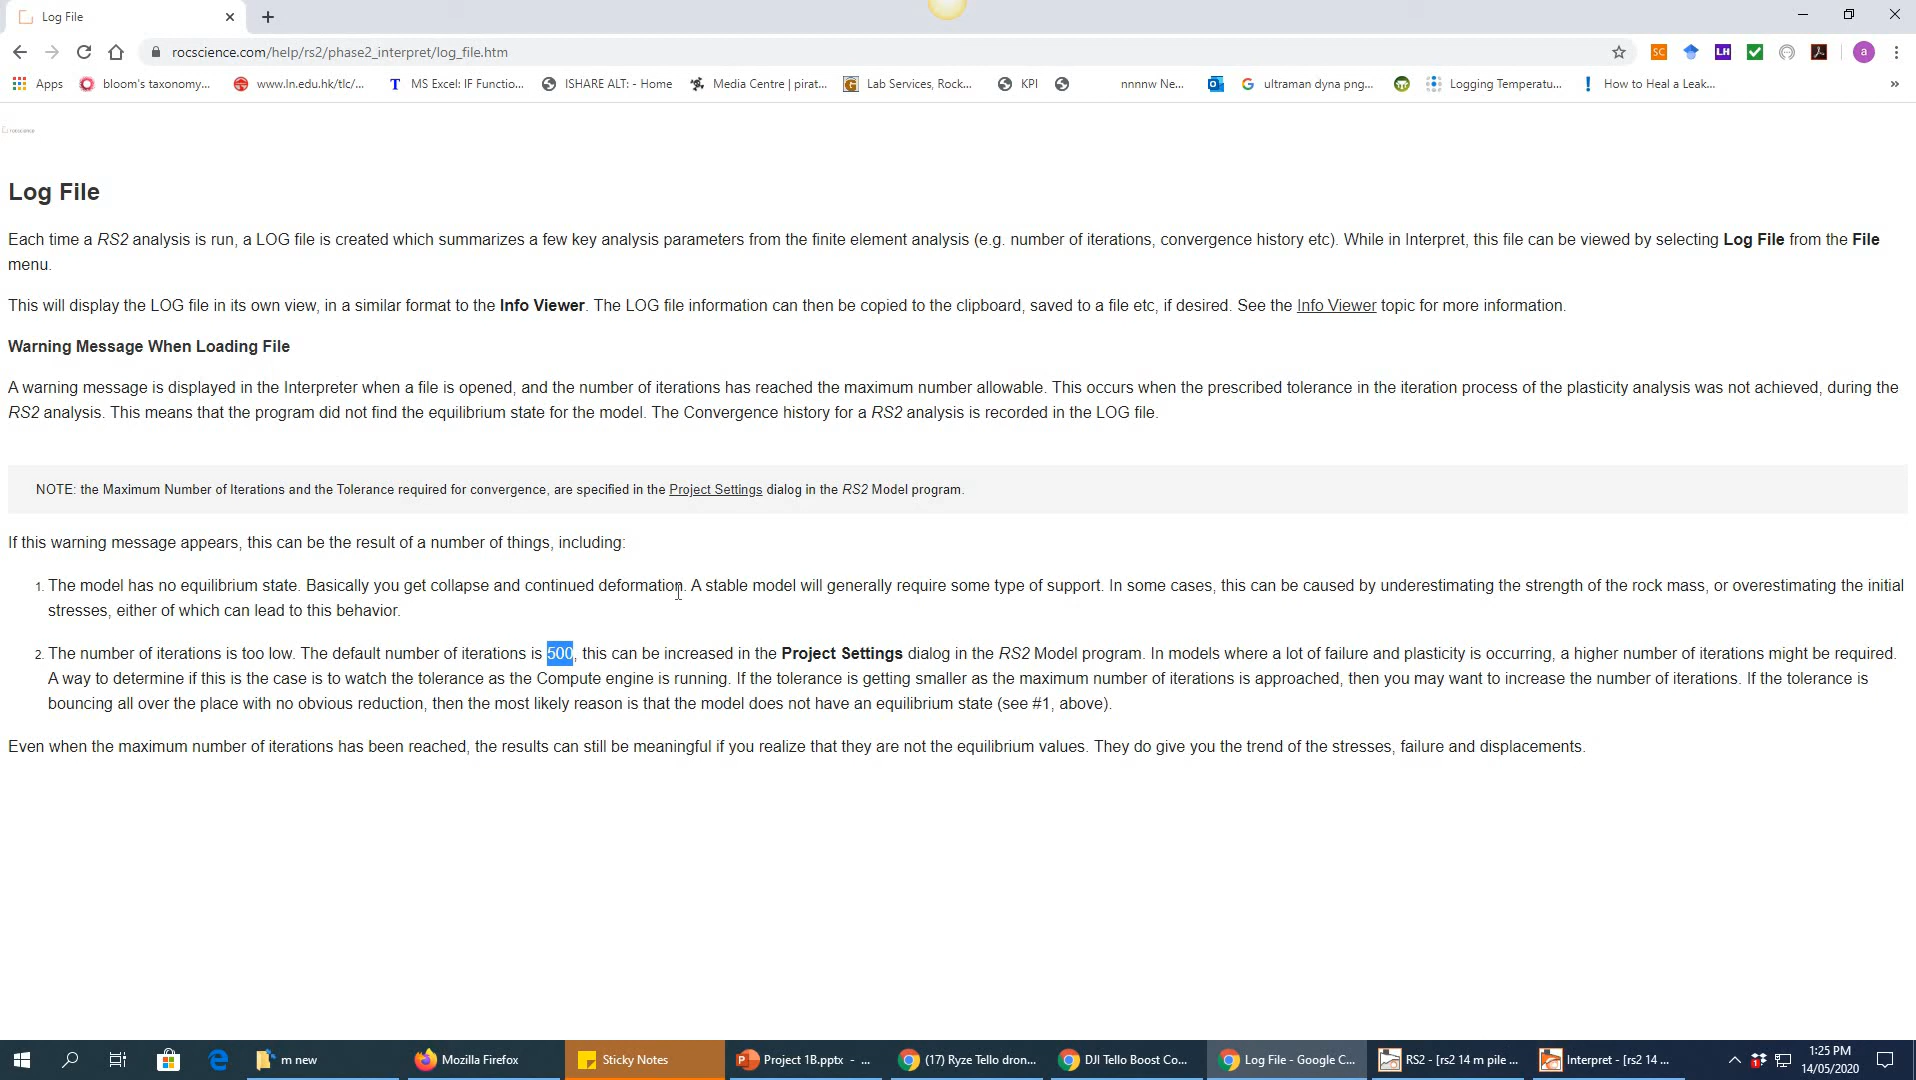 Log File
rocscience.com/help/rs2/phase2_interpret/log_file.htm
SC LH a
Apps bloom's taxonomy... www.ln.edu.hk/tlc/... T MS Excel: IF Functio... ISHARE ALT: - Home Media Centre | pirat... Lab Services, Rock... KPI nnnnw Ne... ultraman dyna png... Logging Temperatu... How to Heal a Leak... »
rocscience
Log File
Each time a RS2 analysis is run, a LOG file is created which summarizes a few key analysis parameters from the finite element analysis (e.g. number of iterations, convergence history etc). While in Interpret, this file can be viewed by selecting Log File from the File
menu.
This will display the LOG file in its own view, in a similar format to the Info Viewer. The LOG file information can then be copied to the clipboard, saved to a file etc, if desired. See the Info Viewer topic for more information.
Warning Message When Loading File
A warning message is displayed in the Interpreter when a file is opened, and the number of iterations has reached the maximum number allowable. This occurs when the prescribed tolerance in the iteration process of the plasticity analysis was not achieved, during the
RS2 analysis. This means that the program did not find the equilibrium state for the model. The Convergence history for a RS2 analysis is recorded in the LOG file.
NOTE: the Maximum Number of Iterations and the Tolerance required for convergence, are specified in the Project Settings dialog in the RS2 Model program.
If this warning message appears, this can be the result of a number of things, including:
1. The model has no equilibrium state. Basically you get collapse and continued deformation. A stable model will generally require some type of support. In some cases, this can be caused by underestimating the strength of the rock mass, or overestimating the initial
stresses, either of which can lead to this behavior.
2. The number of iterations is too low. The default number of iterations is 500, this can be increased in the Project Settings dialog in the RS2 Model program. In models where a lot of failure and plasticity is occurring, a higher number of iterations might be required.
A way to determine if this is the case is to watch the tolerance as the Compute engine is running. If the tolerance is getting smaller as the maximum number of iterations is approached, then you may want to increase the number of iterations. If the tolerance is
bouncing all over the place with no obvious reduction, then the most likely reason is that the model does not have an equilibrium state (see #1, above).
Even when the maximum number of iterations has been reached, the results can still be meaningful if you realize that they are not the equilibrium values. They do give you the trend of the stresses, failure and displacements.
m new Mozilla Firefox Sticky Notes Project 1B.pptx - ... (17) Ryze Tello dron... DJI Tello Boost Co... Log File - Google C... RS2 - [rs2 14 m pile ... Interpret - [rs2 14 ... 1:25 PM
14/05/2020